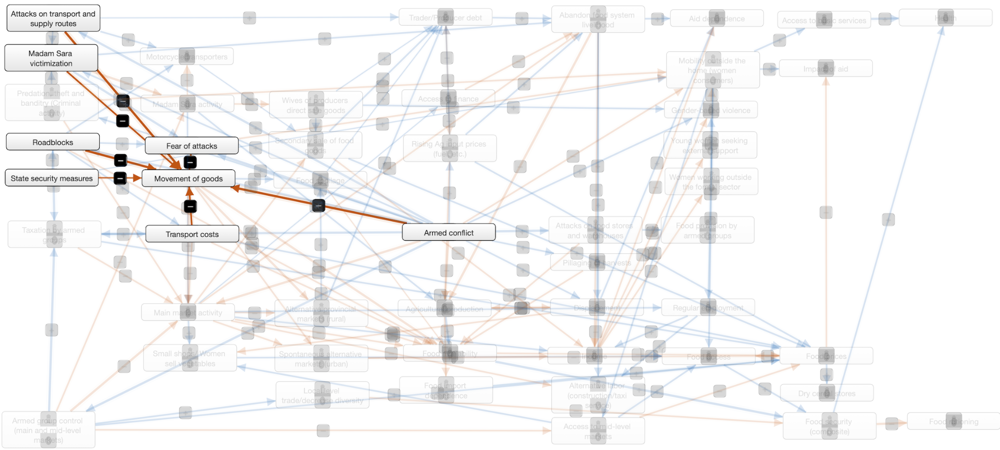 Attacks on transport and
supply routes
Trader/Producer debt
Abandon food system
livelihood
Aid dependence
Access to basic services
Health
Madam Sara
victimization
Motorcycle transporters
Mobility outside the
home (women
consumers)
Impact of aid
Predation, theft and
banditry (Criminal
activity)
Madam Sara activity
Wives of producers
direct sale goods
Access to finance
Gender-based violence
Roadblocks
Fear of attacks
Secondary sale of food
goods
Rising Ag input prices
(fuel, etc.)
Young women seeking
external support
State security measures
Movement of goods
Food spoilage
Women working outside
the formal sector
Taxation by armed
groups
Transport costs
Armed conflict
Attacks on food stores
and warehouses
Food provision by
armed groups
Pillaging of harvests
Main market activity
Alternative provincial
markets (rural)
Agricultural production
Displacement
Regular employment
Small shops/ Women
sell vegetables
Spontaneous alternative
markets (urban)
Food availability
Income
Food access
Food prices
Local level
trade/decrease diversity
Food import
dependence
Alternative labor
(construction/taxi
service)
Dry cereal stores
Armed group control
(main and mid-level
markets)
Access to mid-level
markets
Food security
(composite)
Food rationing